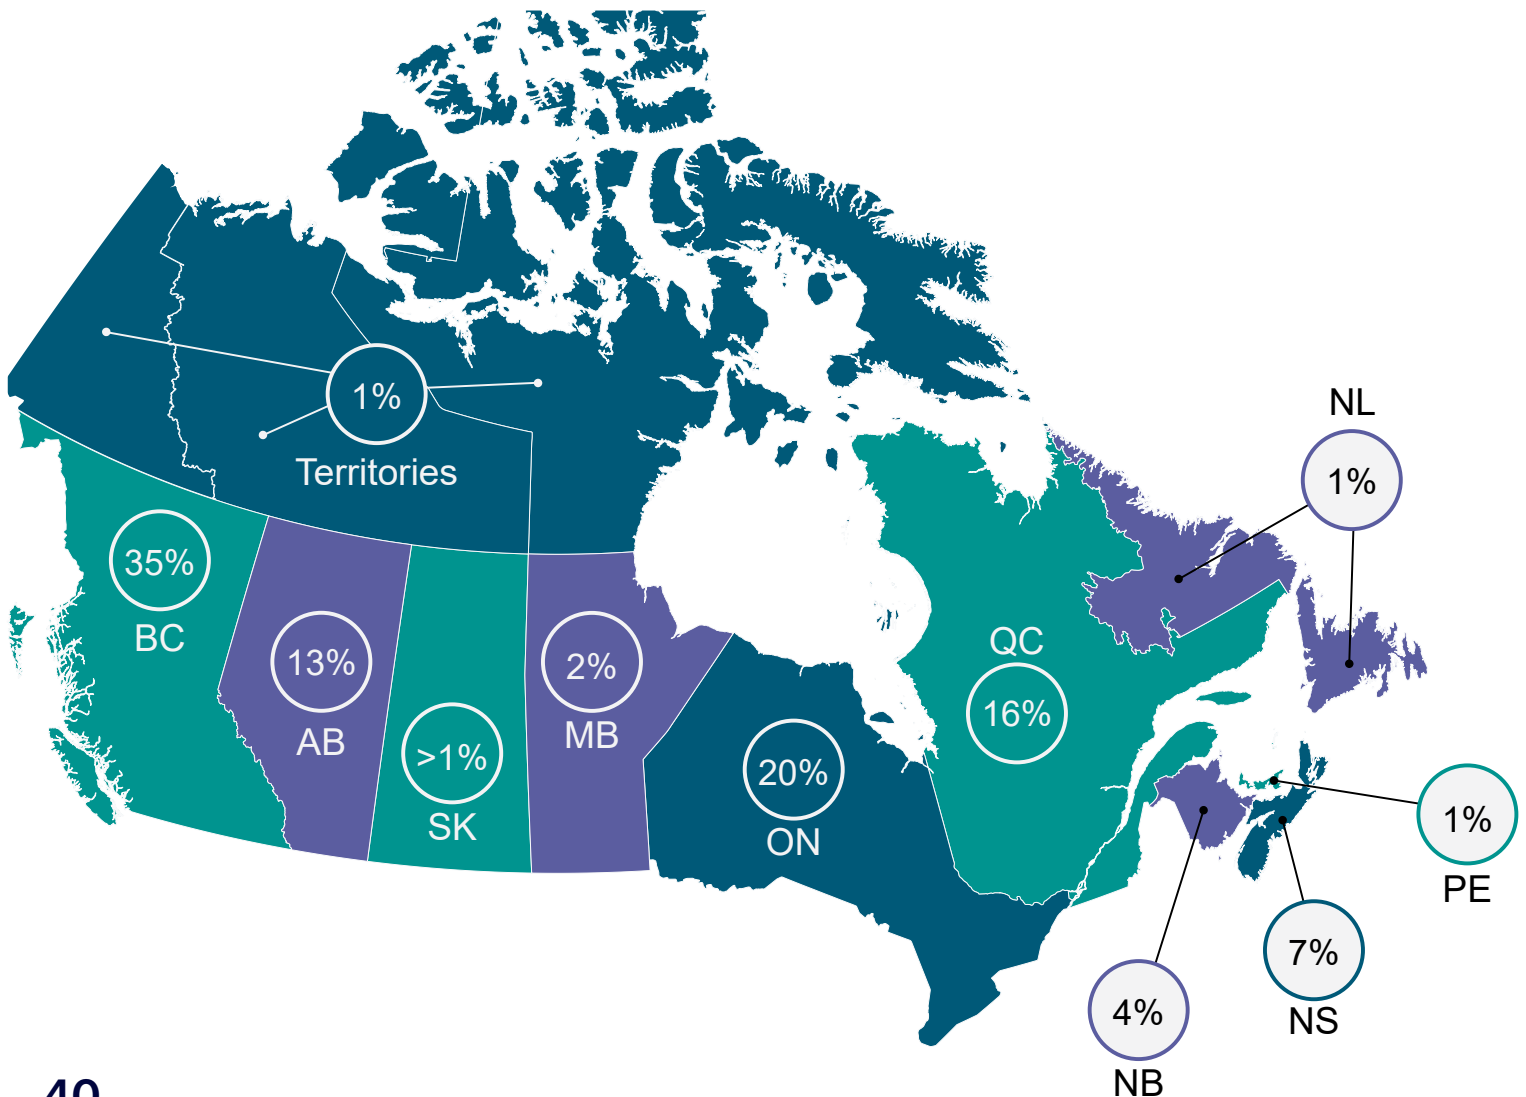 NL
1%
1%
Territories
35%
BC
QC
13%
AB
2%
MB
16%
>1%
SK
20%
ON
1%
PE
7%
NS
4%
NB
40